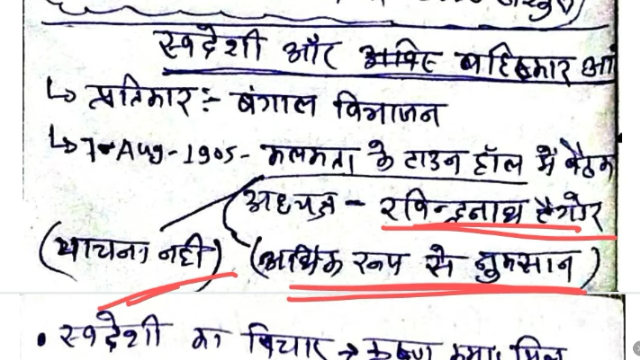 स्वदेशी और बहिष्कार आं
↳ प्रतिकार :- बंगाल विभाजन
↳ 7 Aug-1905 - कलकत्ता के टाउन हॉल में बैठक
अध्यक्ष - रविन्द्रनाथ टैगोर
(याचना नहीं) (आर्थिक रूप से नुकसान)
• स्वदेशी का विचार → कृष्ण कुमार मित्र